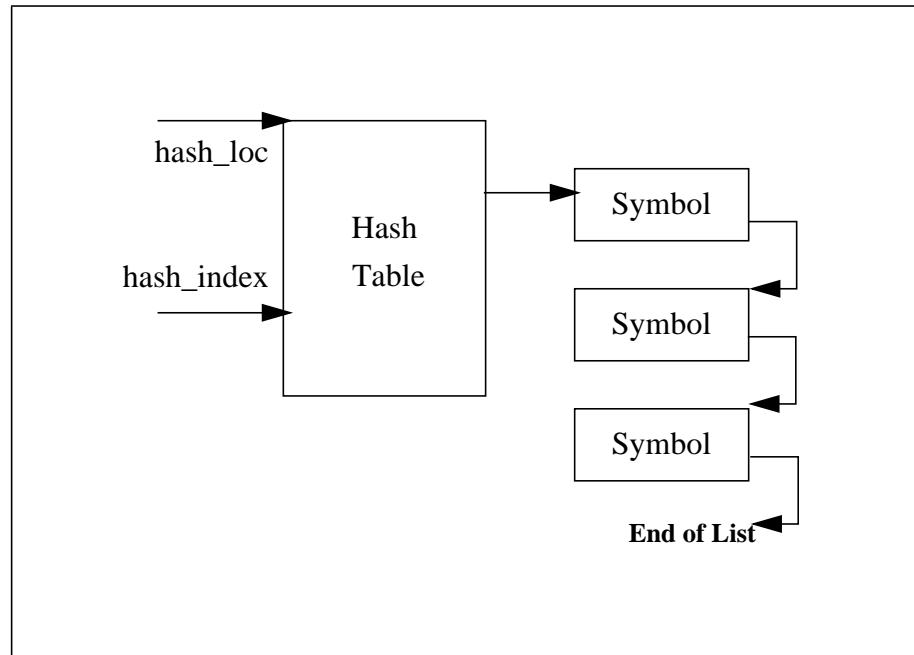 hash_loc
hash_index
Hash
Table
Symbol
Symbol
Symbol
End of List